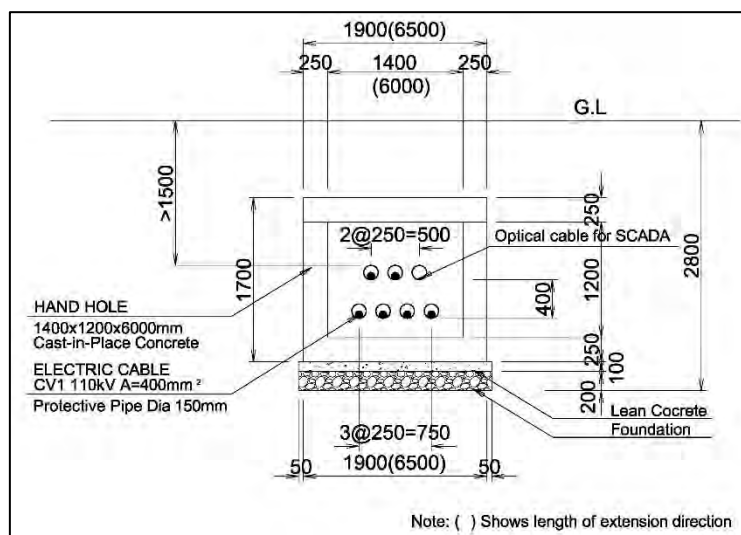 1900(6500)
250 1400 250
(6000)
G.L
>1500
250
2@250=500
Optical cable for SCADA
1700
400
1200
2800
HAND HOLE
1400x1200x6000mm
Cast-in-Place Concrete
250
ELECTRIC CABLE
CV1 110kV A=400mm²
100
Protective Pipe Dia 150mm
200
Lean Cocrete
Foundation
3@250=750
50 1900(6500) 50
Note: ( ) Shows length of extension direction